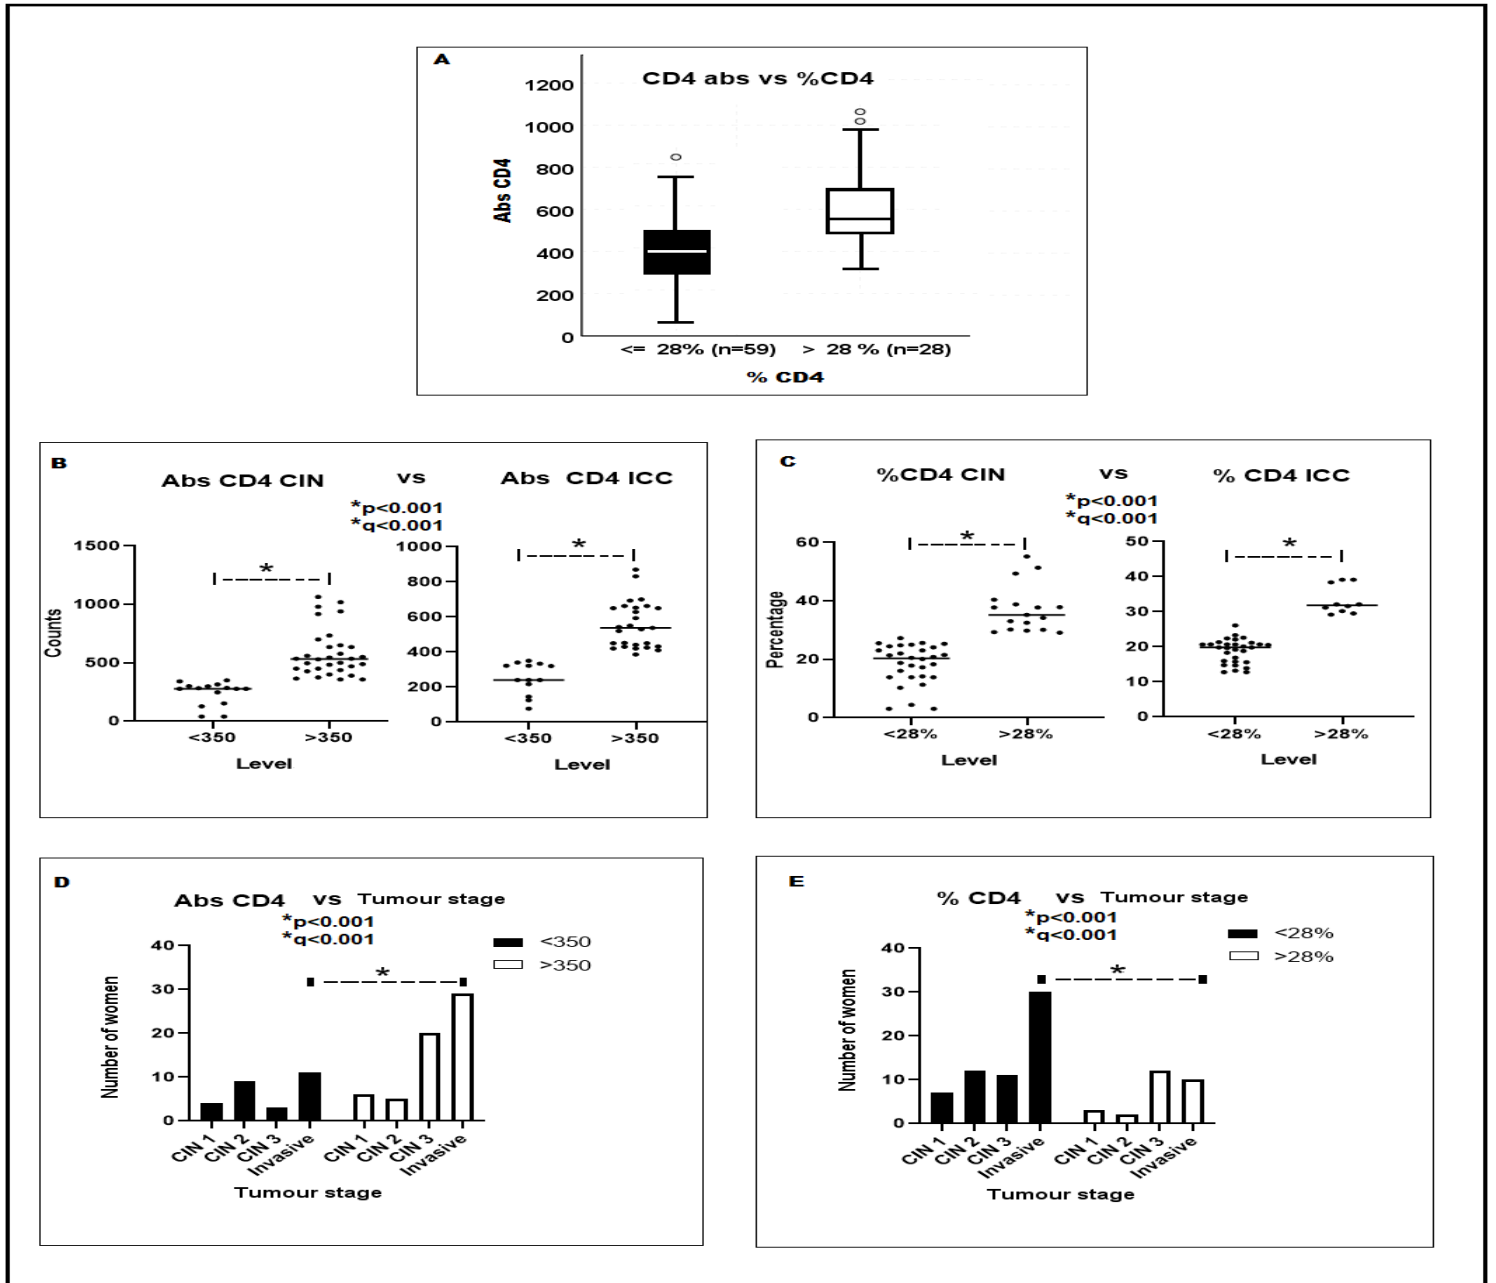 A
CD4 abs vs %CD4
1200
1000
800
600
400
200
0
Abs CD4
<= 28% (n=59) > 28 % (n=28)
% CD4
B
Abs CD4 CIN vs Abs CD4 ICC
*p<0.001
*q<0.001
1500
1000
500
0
Counts
*
<350 >350
Level
1000
800
600
400
200
0
*
<350 >350
Level
C
%CD4 CIN vs % CD4 ICC
*p<0.001
*q<0.001
60
40
20
0
Percentage
*
<28% >28%
Level
50
40
30
20
10
0
*
<28% >28%
Level
D
Abs CD4 vs Tumour stage
*p<0.001
*q<0.001
<350
>350
40
30
20
10
0
Number of women
*
CIN 1 CIN 2 CIN 3 Invasive CIN 1 CIN 2 CIN 3 Invasive
Tumour stage
E
% CD4 vs Tumour stage
*p<0.001
*q<0.001
<28%
>28%
40
30
20
10
0
Number of women
*
CIN 1 CIN 2 CIN 3 Invasive CIN 1 CIN 2 CIN 3 Invasive
Tumour stage